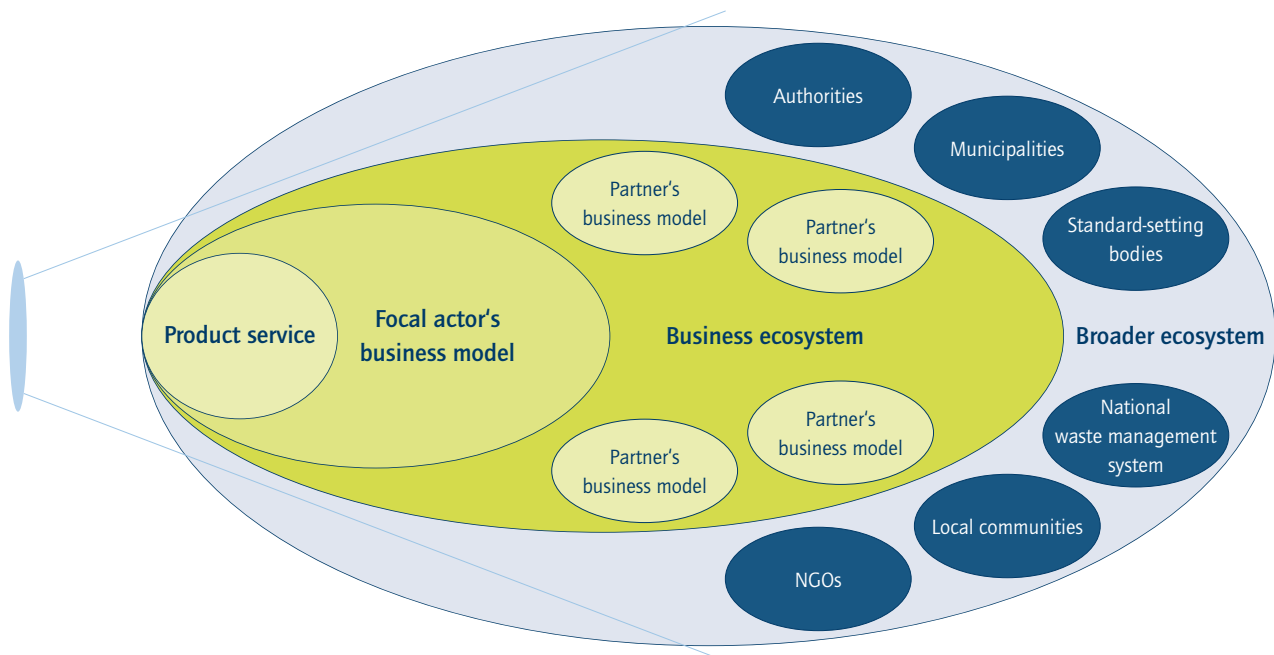 Authorities
Municipalities
Partner‘s
business model
Partner‘s
business model
Standard-setting
bodies
Product service
Focal actor‘s
business model
Business ecosystem
Broader ecosystem
Partner‘s
business model
Partner‘s
business model
National
waste management
system
Local communities
NGOs